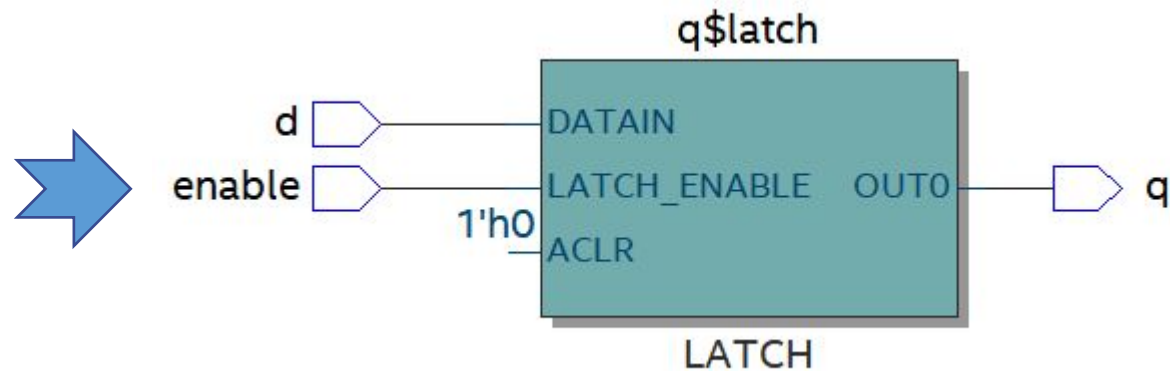 q$latch
d
DATAIN
enable
LATCH_ENABLE
OUT0
q
1'h0
ACLR
LATCH